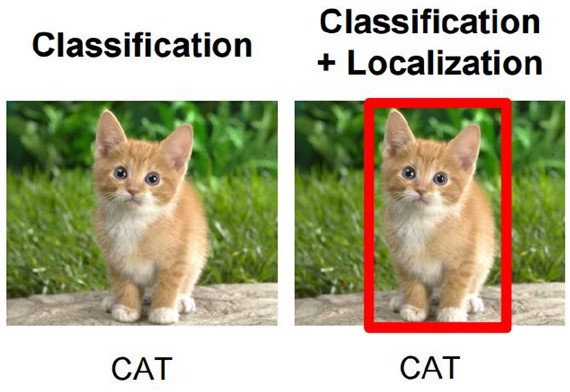 Classification
Classification
+ Localization
CAT
CAT